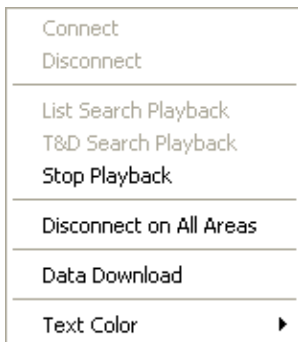 Connect
Disconnect
List Search Playback
T&D Search Playback
Stop Playback
Disconnect on All Areas
Data Download
Text Color